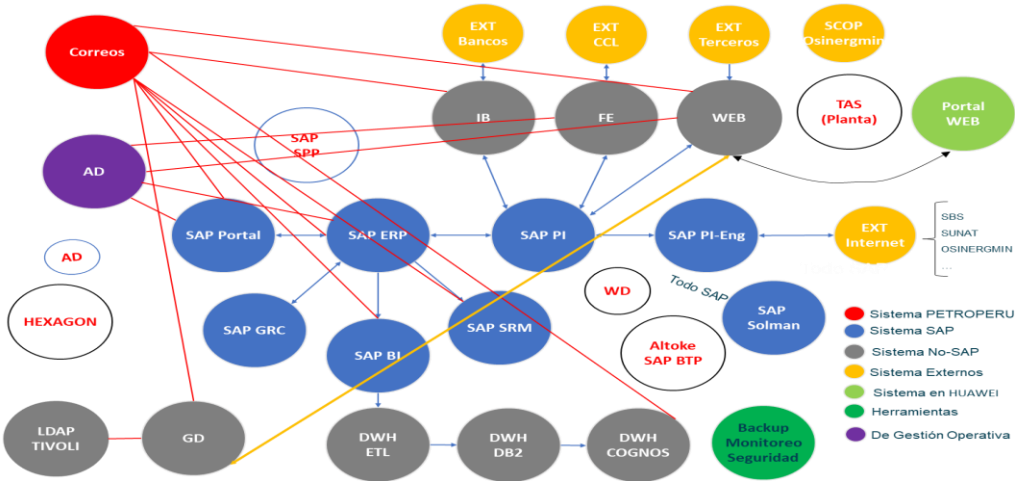 Correos
EXT
Bancos
EXT
CCL
EXT
Terceros
SCOP
Osinergmin
IB
FE
WEB
TAS
(Planta)
Portal
WEB
SAP
SPP
AD
SAP Portal
SAP ERP
SAP PI
SAP PI-Eng
EXT
Internet
SBS
SUNAT
OSINERGMIN
...
AD
HEXAGON
SAP GRC
SAP BI
SAP SRM
WD
Todo SAP
SAP
Solman
Altoke
SAP BTP
LDAP
TIVOLI
GD
DWH
ETL
DWH
DB2
DWH
COGNOS
Backup
Monitoreo
Seguridad
Sistema PETROPERU
Sistema SAP
Sistema No-SAP
Sistema Externos
Sistema en HUAWEI
Herramientas
De Gestión Operativa